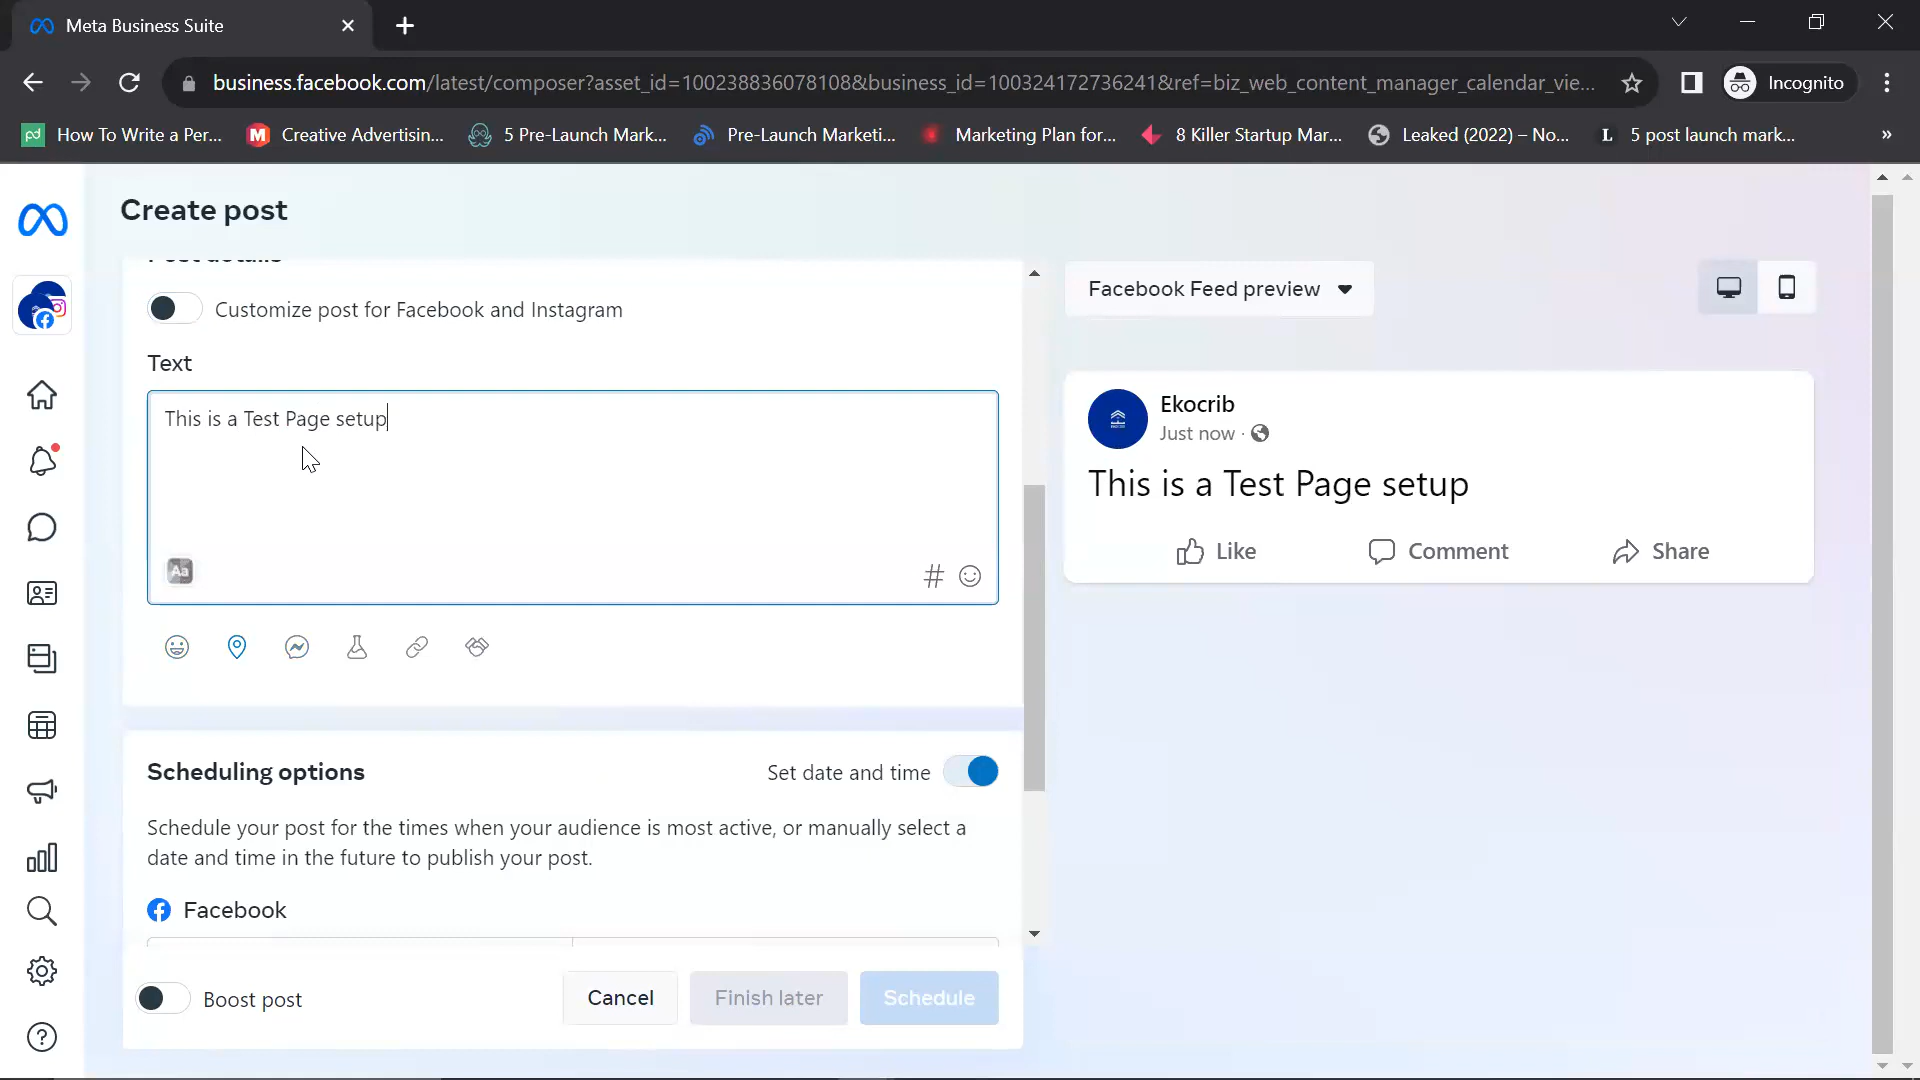 Meta Business Suite
business.facebook.com/latest/composer?asset_id=100238836078108&business_id=100324172736241&ref=biz_web_content_manager_calendar_vie...
Incognito
pd How To Write a Per...
M Creative Advertisin...
5 Pre-Launch Mark...
Pre-Launch Marketi...
Marketing Plan for...
8 Killer Startup Mar...
Leaked (2022) – No...
L 5 post launch mark...
»
Create post
Post details
Customize post for Facebook and Instagram
Text
This is a Test Page setup
Aa
#
Scheduling options
Set date and time
Schedule your post for the times when your audience is most active, or manually select a
date and time in the future to publish your post.
Facebook
Boost post
Cancel
Finish later
Schedule
Facebook Feed preview
Ekocrib
Just now ·
This is a Test Page setup
Like
Comment
Share